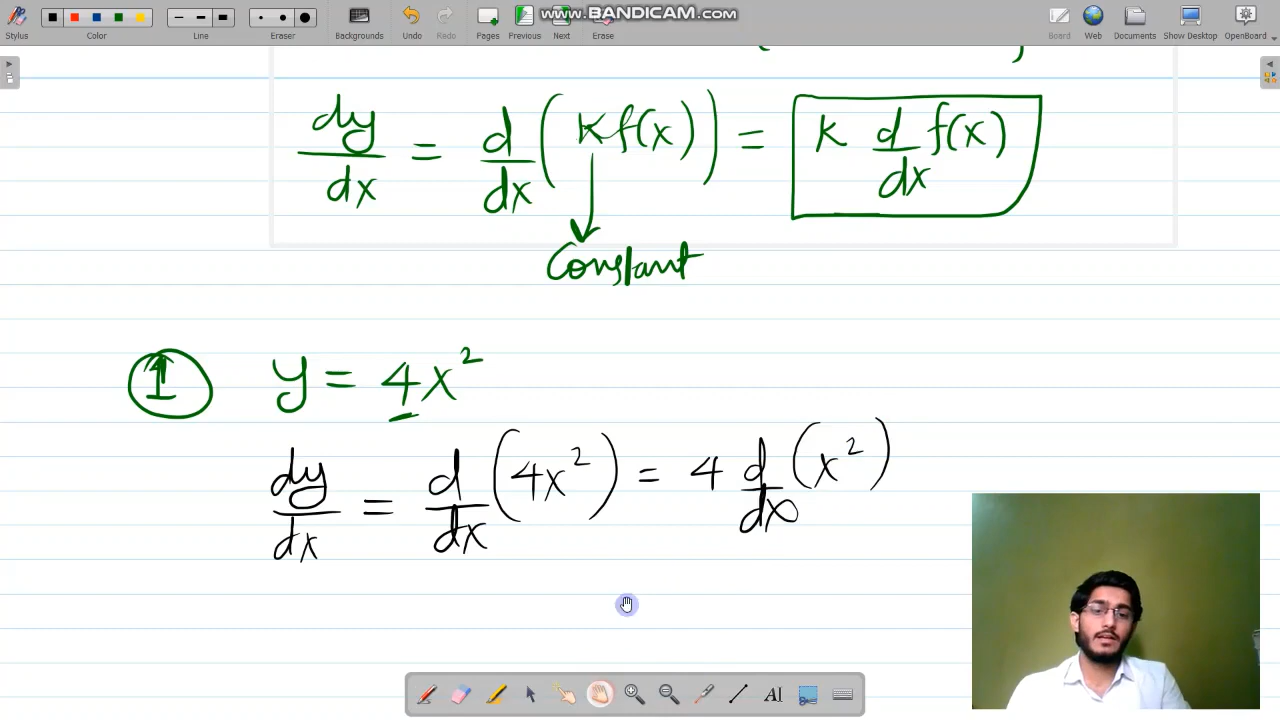 Stylus Color Line Eraser Backgrounds Undo Redo Pages Previous Next Erase Board Web Documents Show Desktop OpenBoard
www.BANDICAM.com
dy/dx = d/dx (K f(x)) = K d/dx f(x)
Constant
1 y = 4x²
dy/dx = d/dx (4x²) = 4 d/dx (x²)
AI